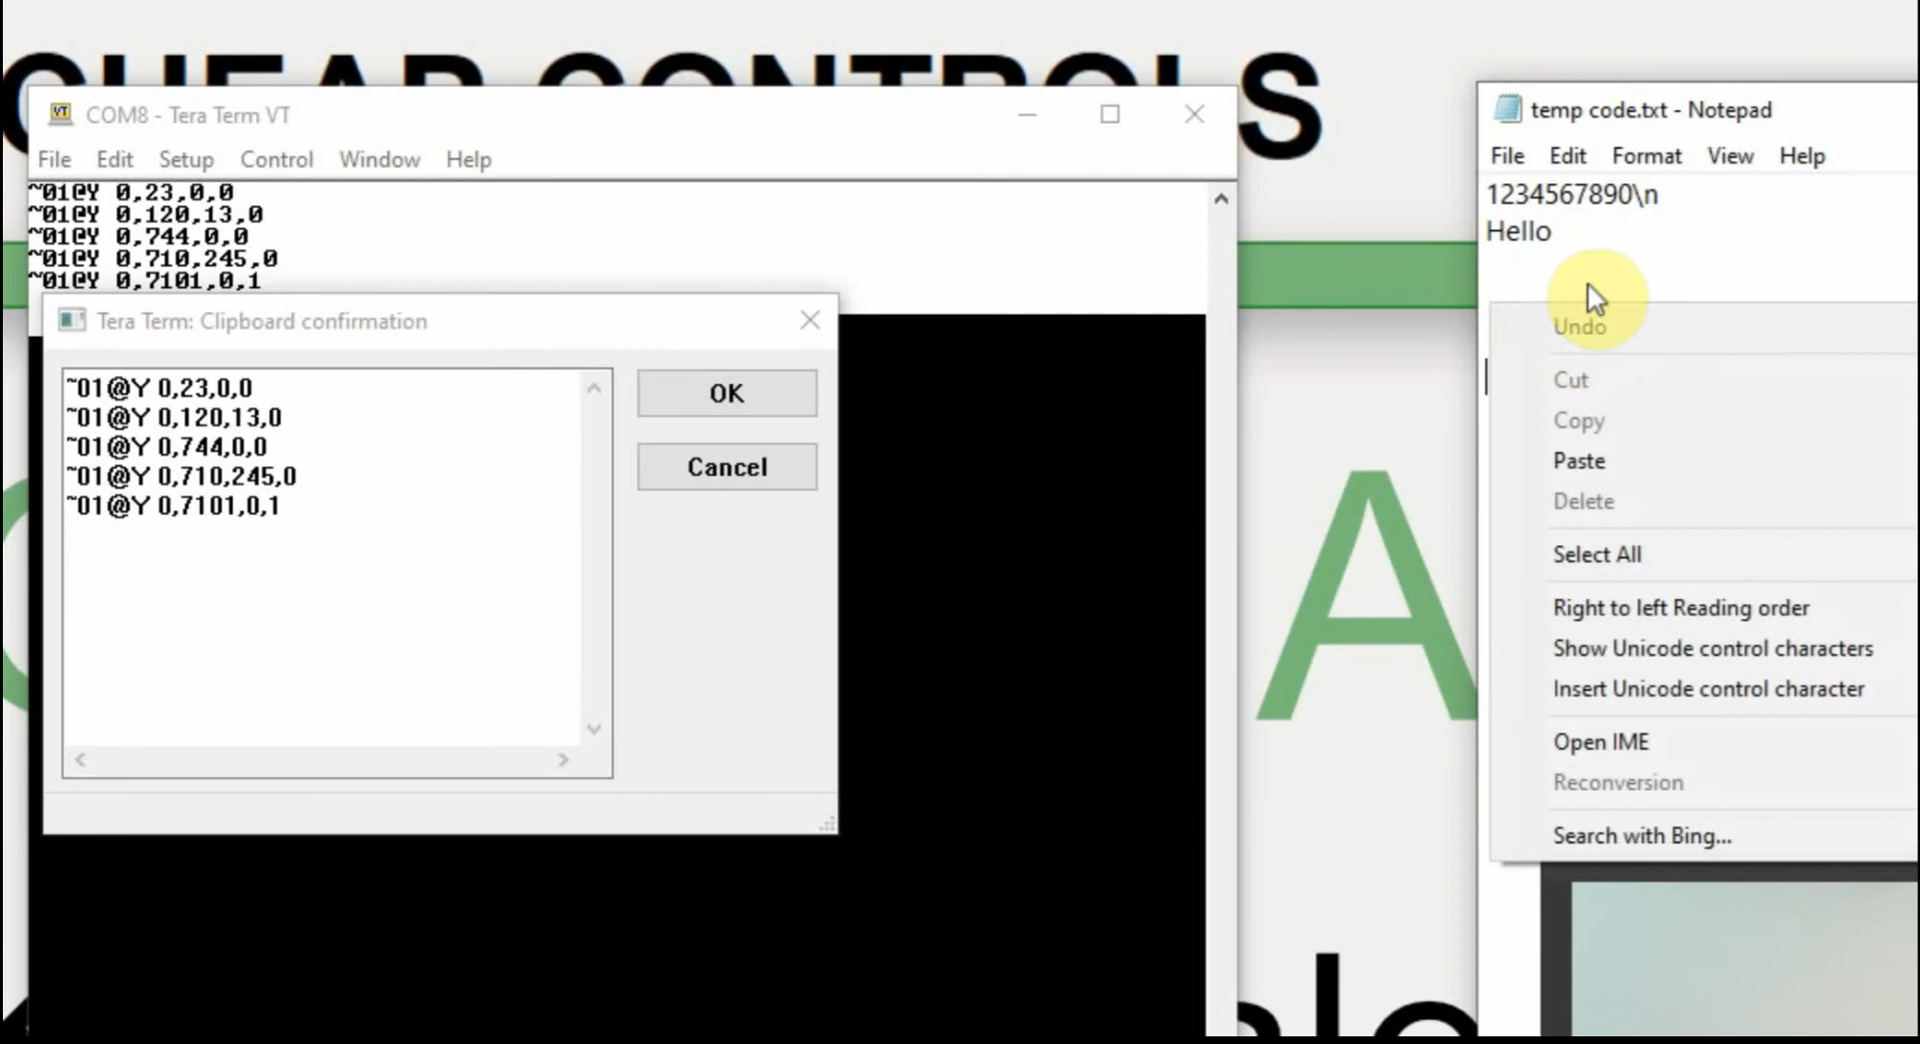 CHEAP CONTROLS
COM8 - Tera Term VT
File Edit Setup Control Window Help
~01@Y 0,23,0,0
~01@Y 0,120,13,0
~01@Y 0,744,0,0
~01@Y 0,710,245,0
~01@Y 0,7101,0,1
Tera Term: Clipboard confirmation
~01@Y 0,23,0,0
~01@Y 0,120,13,0
~01@Y 0,744,0,0
~01@Y 0,710,245,0
~01@Y 0,7101,0,1
OK
Cancel
temp code.txt - Notepad
File Edit Format View Help
1234567890\n
Hello
Undo
Cut
Copy
Paste
Delete
Select All
Right to left Reading order
Show Unicode control characters
Insert Unicode control character
Open IME
Reconversion
Search with Bing...
A